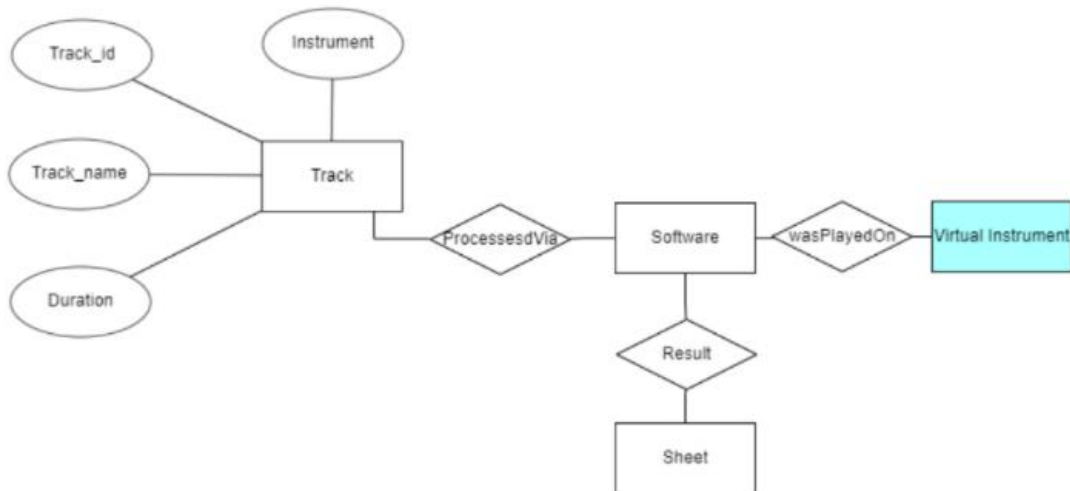 Track_id
Instrument
Track_name
Track
Duration
ProcessesdVia
Software
wasPlayedOn
Virtual Instrument
Result
Sheet